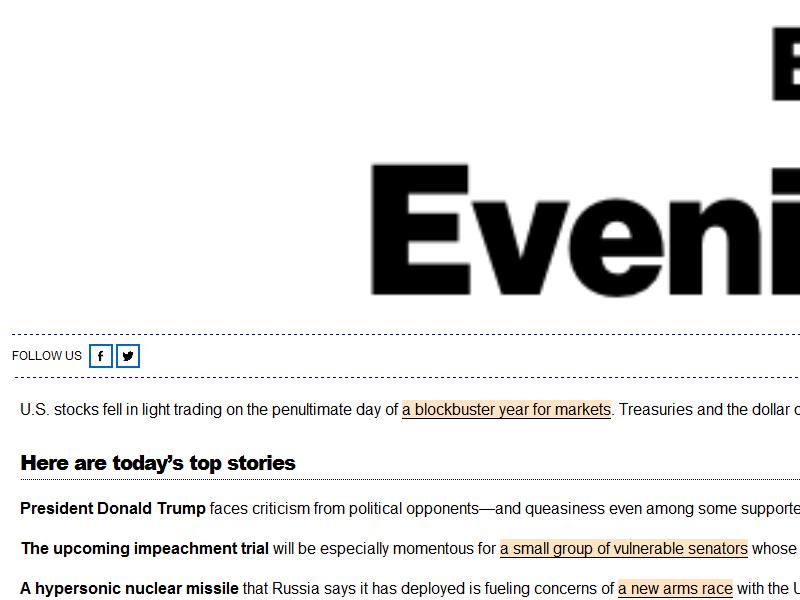 Eveni
FOLLOW US
U.S. stocks fell in light trading on the penultimate day of a blockbuster year for markets. Treasuries and the dollar
Here are today's top stories
President Donald Trump faces criticism from political opponents—and queasiness even among some supporte
The upcoming impeachment trial will be especially momentous for a small group of vulnerable senators whose
A hypersonic nuclear missile that Russia says it has deployed is fueling concerns of a new arms race with the U